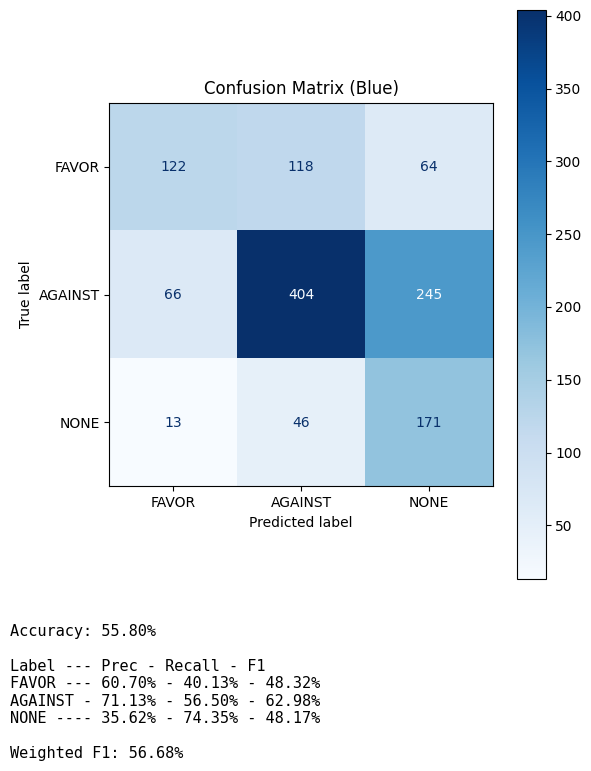 Confusion Matrix (Blue)
400
350
300
250
200
150
100
50
True label
FAVOR
122 118 64
AGAINST
66 404 245
NONE
13 46 171
FAVOR AGAINST NONE
Predicted label
Accuracy: 55.80%
Label --- Prec - Recall - F1
FAVOR --- 60.70% - 40.13% - 48.32%
AGAINST - 71.13% - 56.50% - 62.98%
NONE ---- 35.62% - 74.35% - 48.17%
Weighted F1: 56.68%